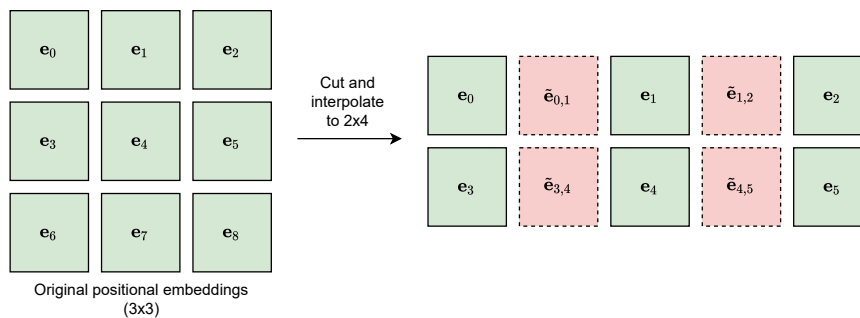 e0 e1 e2
e3 e4 e5
e6 e7 e8
Original positional embeddings
(3x3)
Cut and
interpolate
to 2x4
e0 ẽ0,1 e1 ẽ1,2 e2
e3 ẽ3,4 e4 ẽ4,5 e5